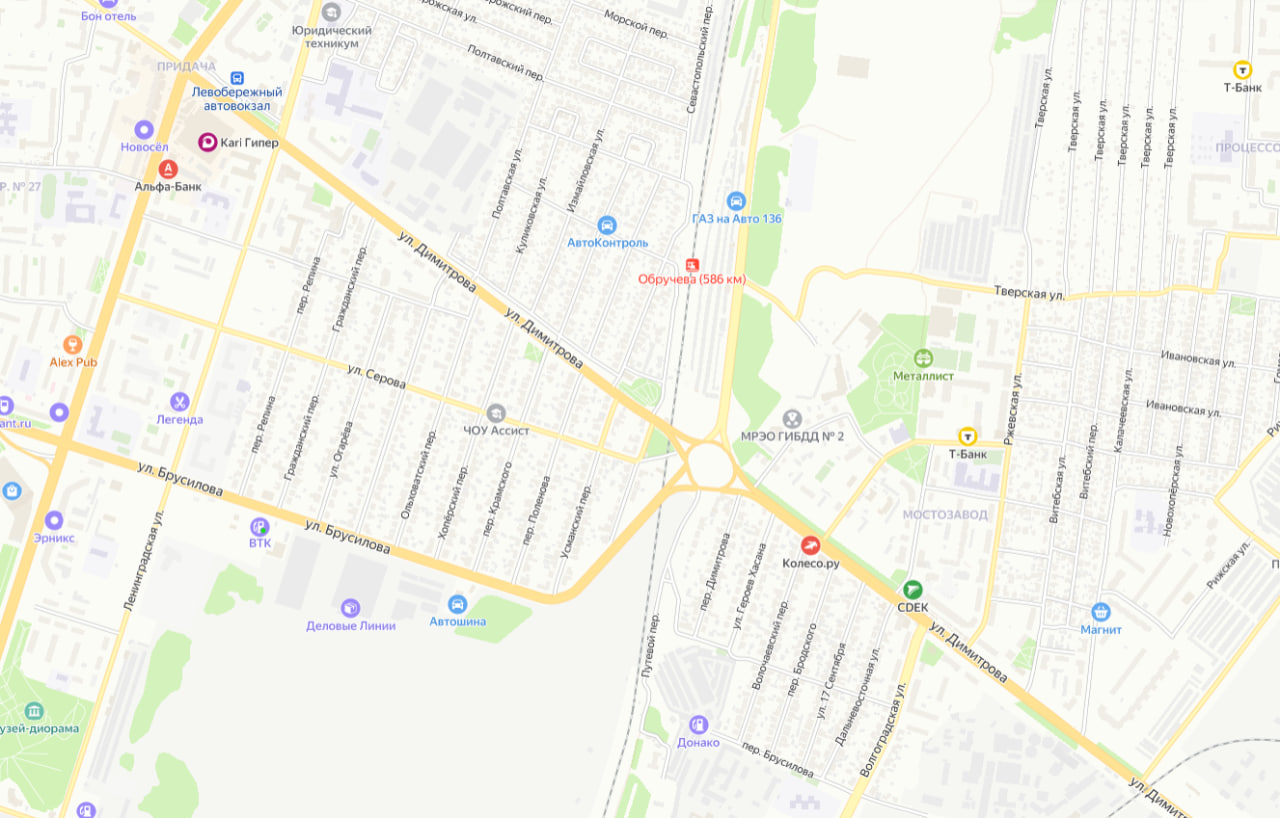 Бон отель
Юридический
техникум
Полтавский пер.
Морской пер.
Севастопольский пер.
ПРИДАЧА
Левобережный
автовокзал
Т-Банк
Новосёл
Kari Гипер
Альфа-Банк
Р. № 27
Полтавская ул.
Куликовская ул.
Измайловская ул.
Тверская ул.
Тверская ул.
Тверская ул.
Тверская ул.
Тверская ул.
Тверская ул.
ПРОЦЕССО
ГАЗ на Авто 136
АвтоКонтроль
Обручева (586 км)
ул. Димитрова
ул. Димитрова
пер. Репина
Гражданский пер.
Тверская ул.
Alex Pub
ул. Серова
Металлист
Ивановская ул.
Ивановская ул.
Легенда
ant.ru
ЧОУ Ассист
МРЭО ГИБДД № 2
Т-Банк
Ржевская ул.
Калачеевская ул.
Витебский пер.
Витебская ул.
Новохопёрская ул.
пер. Репина
Гражданский пер.
ул. Огарёва
Ольховатский пер.
Хопёрский пер.
пер. Крамского
пер. Поленова
Усманский пер.
ул. Брусилова
ул. Брусилова
Эрникс
ВТК
Ленинградская ул.
МОСТОЗАВОД
Колесо.ру
CDEK
Рижская ул.
Магнит
ул. Димитрова
Деловые Линии
Автошина
пер. Димитрова
ул. Героев Хасана
Волочаевский пер.
пер. Бродского
ул. 17 Сентября
Дальневосточная ул.
Волгоградская ул.
Путевой пер.
узей-диорама
Донако
пер. Брусилова
ул. Димит